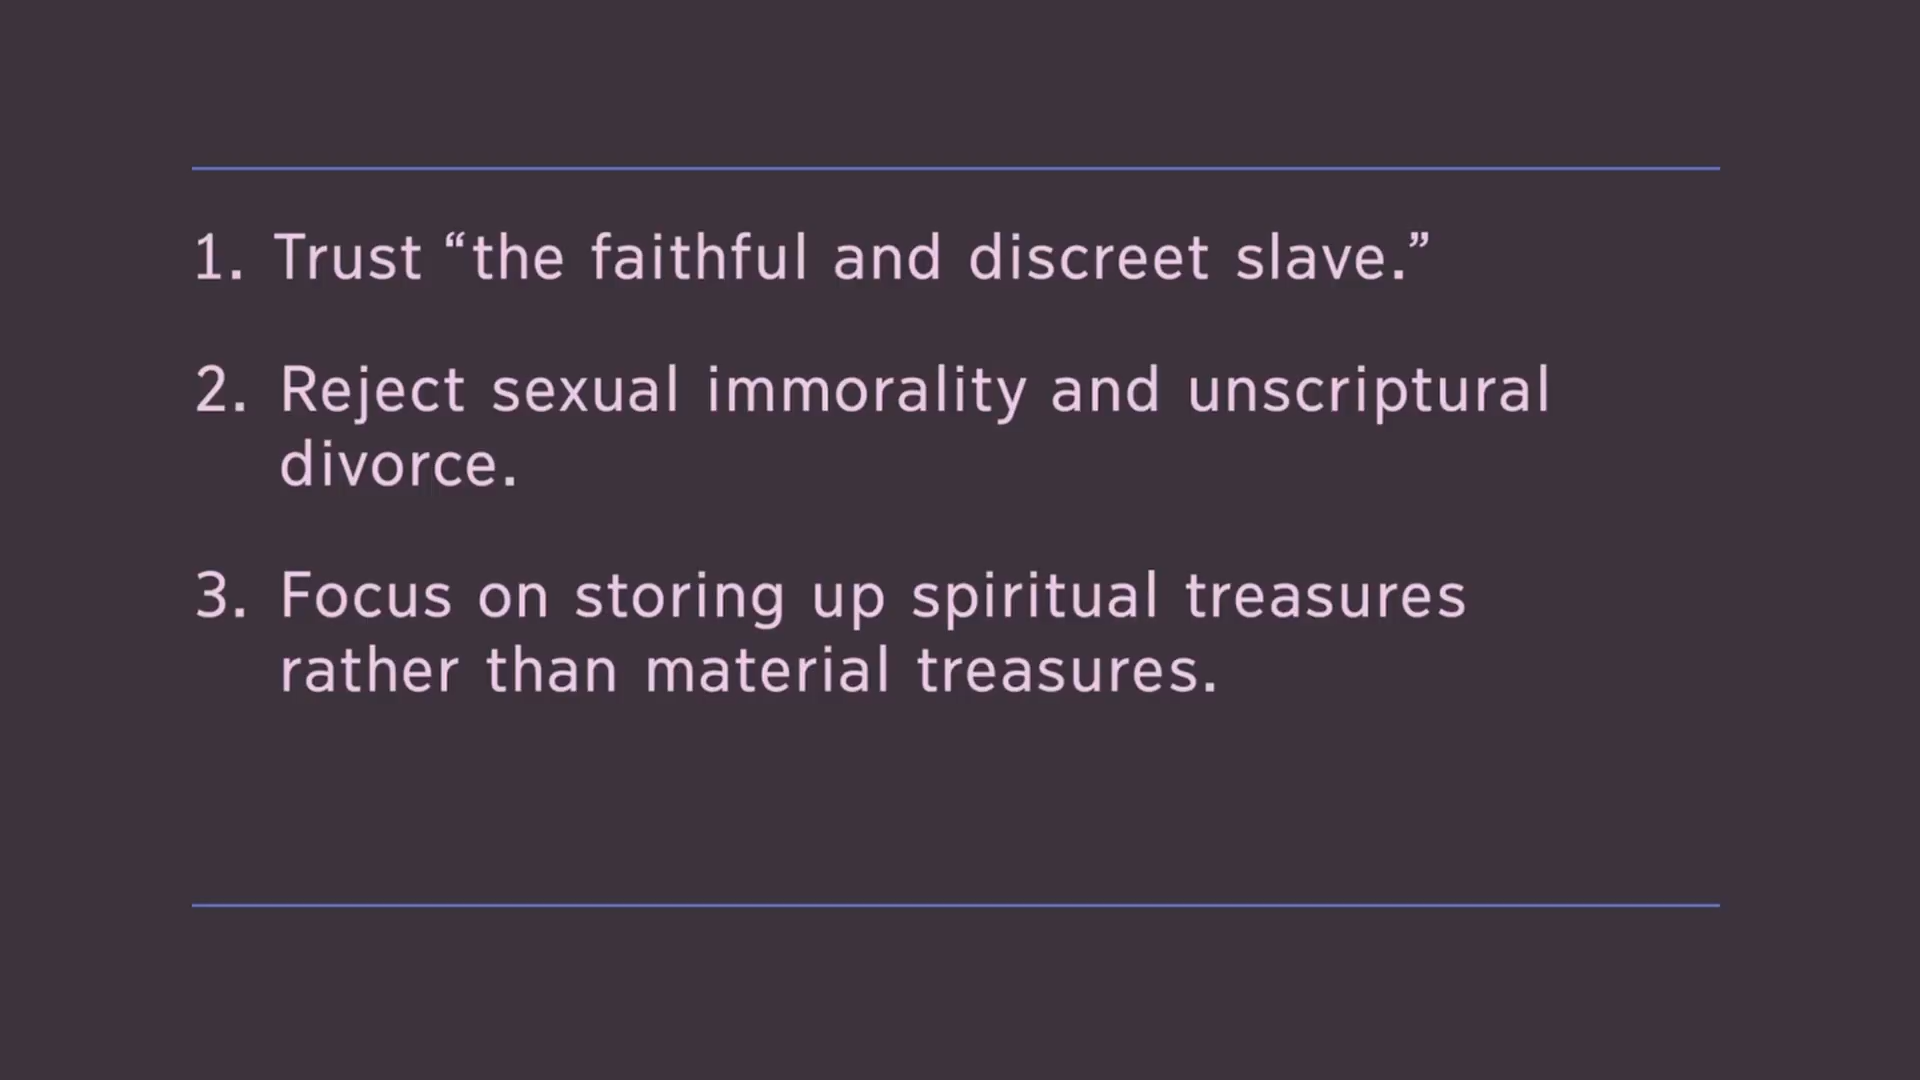 1. Trust “the faithful and discreet slave.”
2. Reject sexual immorality and unscriptural
divorce.
3. Focus on storing up spiritual treasures
rather than material treasures.